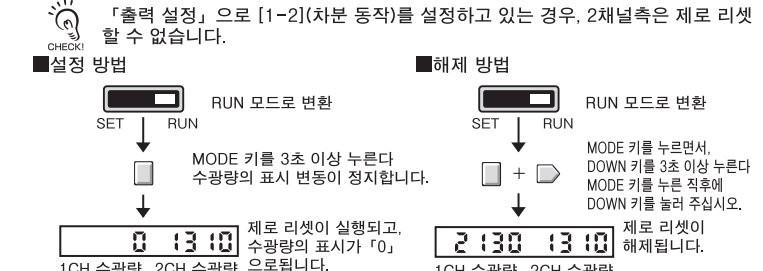 「출력 설정」으로 [1-2](차분 동작)를 설정하고 있는 경우, 2채널측은 제로 리셋
할 수 없습니다.
CHECK!
■설정 방법
RUN 모드로 변환
SET RUN
MODE 키를 3초 이상 누른다
수광량의 표시 변동이 정지합니다.
0 1310
제로 리셋이 실행되고,
수광량의 표시가「0」
으로됩니다.
1CH 수광량 2CH 수광량
■해제 방법
RUN 모드로 변환
SET RUN
MODE 키를 누르면서,
DOWN 키를 3초 이상 누른다
MODE 키를 누른 직후에
DOWN 키를 눌러 주십시오.
+
2130 1310
제로 리셋이
해제됩니다.
1CH 수광량 2CH 수광량